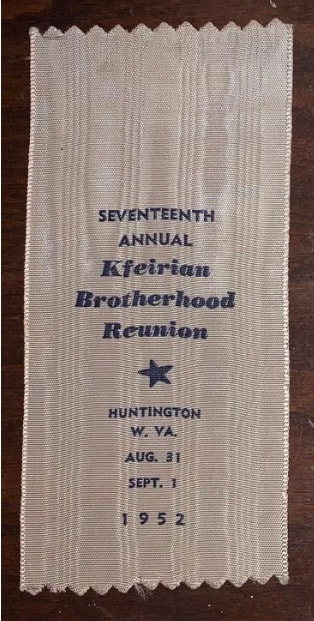 SEVENTEENTH
ANNUAL
Kfeirian
Brotherhood
Reunion
HUNTINGTON
W. VA.
AUG. 31
SEPT. 1
1952